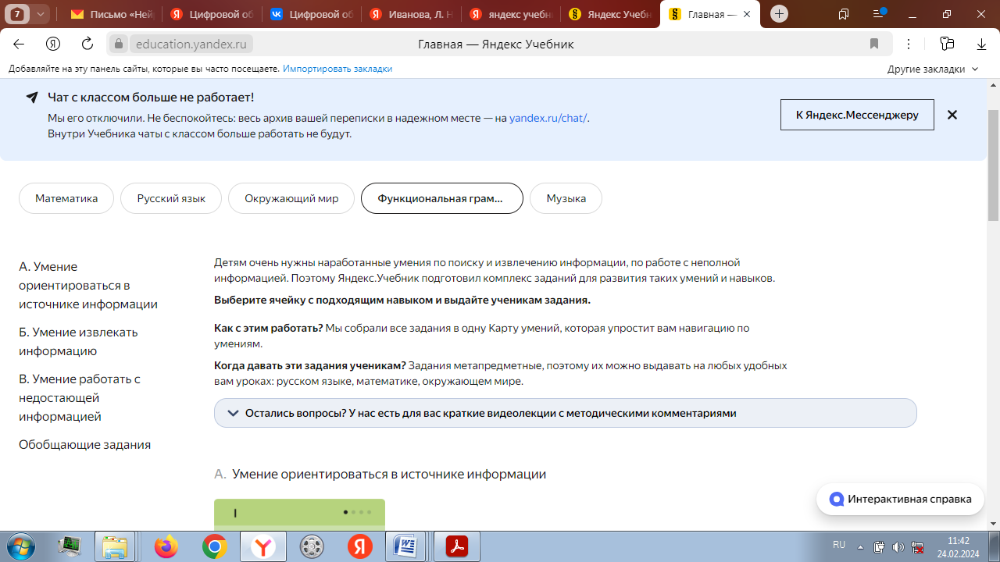 7
Письмо «Ней
Цифровой об
Цифровой об
Иванова, Л. Н
яндекс учебн
Яндекс Учебн
Главная —
education.yandex.ru
Главная — Яндекс Учебник
Добавляйте на эту панель сайты, которые вы часто посещаете. Импортировать закладки
Другие закладки
Чат с классом больше не работает!
Мы его отключили. Не беспокойтесь: весь архив вашей переписки в надежном месте — на yandex.ru/chat/.
Внутри Учебника чаты с классом больше работать не будут.
К Яндекс.Мессенджеру
Математика
Русский язык
Окружающий мир
Функциональная грам...
Музыка
А. Умение
ориентироваться в
источнике информации
Б. Умение извлекать
информацию
В. Умение работать с
недостающей
информацией
Обобщающие задания
Детям очень нужны наработанные умения по поиску и извлечению информации, по работе с неполной
информацией. Поэтому Яндекс.Учебник подготовил комплекс заданий для развития таких умений и навыков.
Выберите ячейку с подходящим навыком и выдайте ученикам задания.
Как с этим работать? Мы собрали все задания в одну Карту умений, которая упростит вам навигацию по
умениям.
Когда давать эти задания ученикам? Задания метапредметные, поэтому их можно выдавать на любых удобных
вам уроках: русском языке, математике, окружающем мире.
Остались вопросы? У нас есть для вас краткие видеолекции с методическими комментариями
А. Умение ориентироваться в источнике информации
I
Интерактивная справка
RU
11:42
24.02.2024